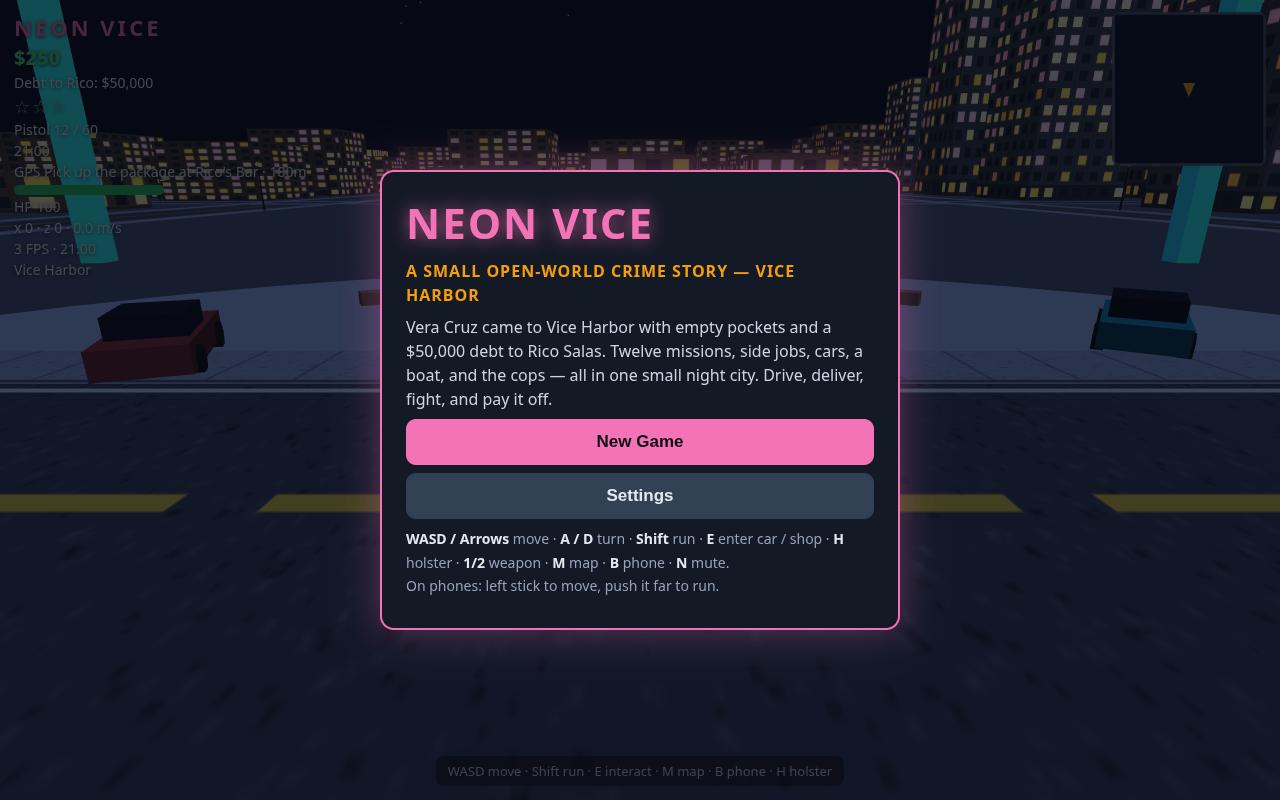 NEON VICE
$250
Debt to Rico: $50,000
☆☆☆
Pistol 12 / 60
21:00
GPS Pick up the package at Rico's Bar · 180m
HP 100
x 0 · z 0 · 0.0 m/s
3 FPS · 21:00
Vice Harbor
NEON VICE
A SMALL OPEN-WORLD CRIME STORY — VICE
HARBOR
Vera Cruz came to Vice Harbor with empty pockets and a
$50,000 debt to Rico Salas. Twelve missions, side jobs, cars, a
boat, and the cops — all in one small night city. Drive, deliver,
fight, and pay it off.
New Game
Settings
WASD / Arrows move · A / D turn · Shift run · E enter car / shop · H
holster · 1/2 weapon · M map · B phone · N mute.
On phones: left stick to move, push it far to run.
WASD move · Shift run · E interact · M map · B phone · H holster